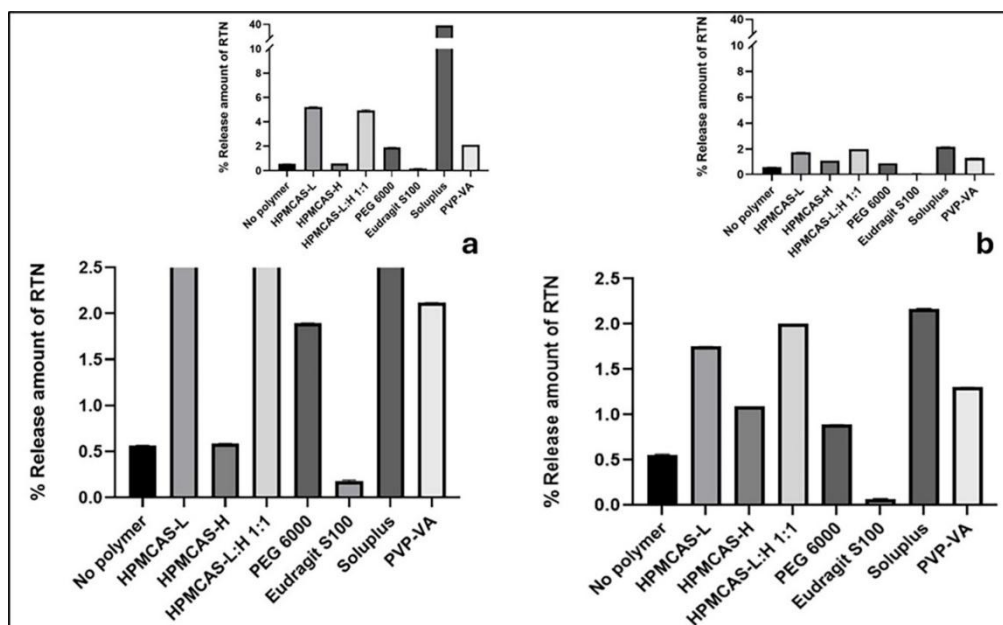 % Release amount of RTN
40
30
10
8
6
4
2
0
No polymer
HPMCAS-L
HPMCAS-H
HPMCAS-L:H 1:1
PEG 6000
Eudragit S100
Soluplus
PVP-VA
a
% Release amount of RTN
40
30
10
8
6
4
2
0
No polymer
HPMCAS-L
HPMCAS-H
HPMCAS-L:H 1:1
PEG 6000
Eudragit S100
Soluplus
PVP-VA
b
% Release amount of RTN
2.5
2.0
1.5
1.0
0.5
0.0
No polymer
HPMCAS-L
HPMCAS-H
HPMCAS-L:H 1:1
PEG 6000
Eudragit S100
Soluplus
PVP-VA
% Release amount of RTN
2.5
2.0
1.5
1.0
0.5
0.0
No polymer
HPMCAS-L
HPMCAS-H
HPMCAS-L:H 1:1
PEG 6000
Eudragit S100
Soluplus
PVP-VA